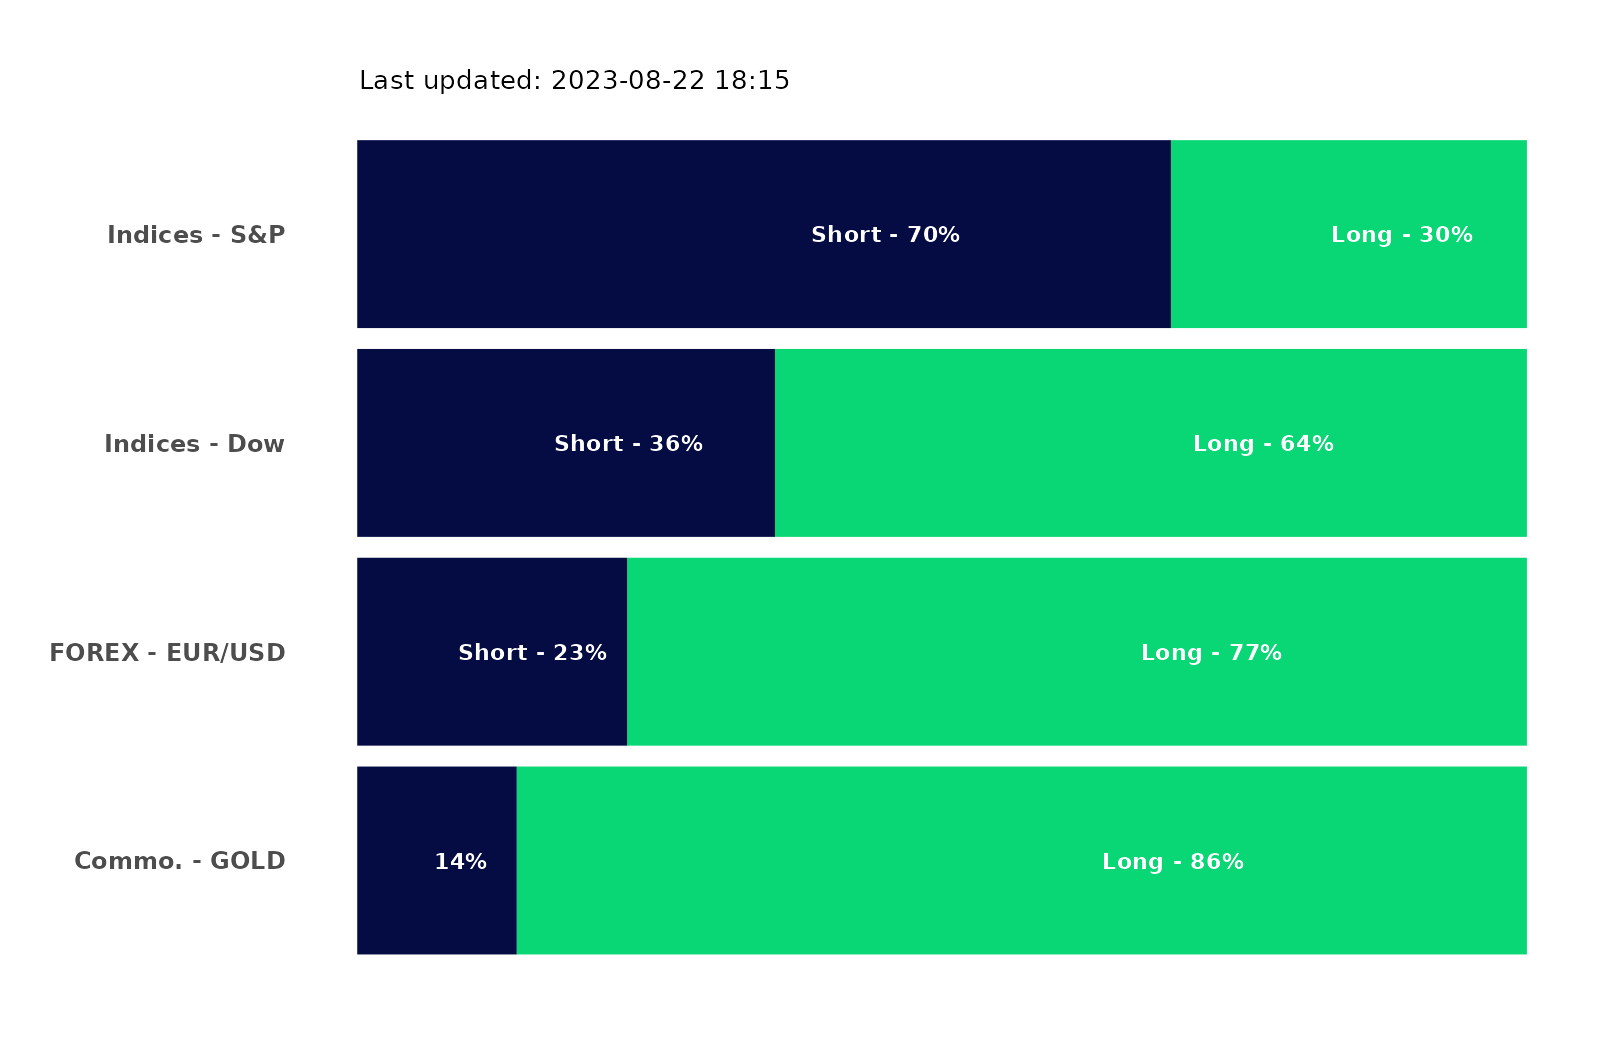 Last updated: 2023-08-22 18:15
Indices - S&P
Short - 70%
Long - 30%
Indices - Dow
Short - 36%
Long - 64%
FOREX - EUR/USD
Short - 23%
Long - 77%
Commo. - GOLD
14%
Long - 86%